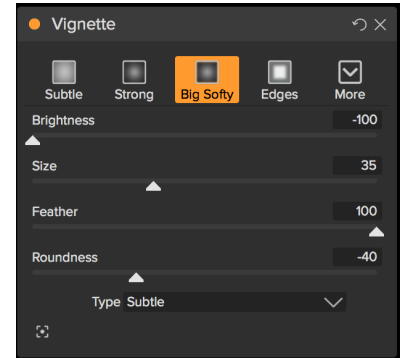 Vignette
Subtle Strong Big Softy Edges More
Brightness -100
Size 35
Feather 100
Roundness -40
Type Subtle